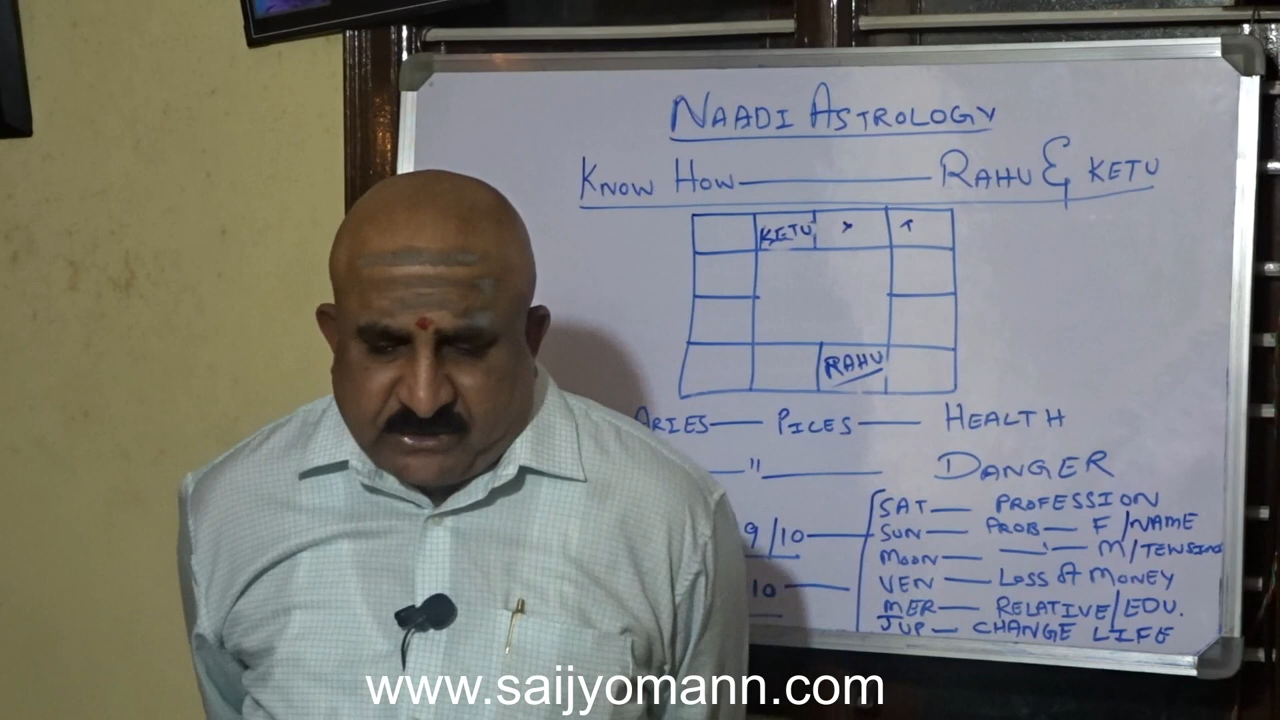 NAADI ASTROLOGY
KNOW HOW — RAHU & KETU
KETU
RAHU
ARIES — PICES — HEALTH
— " — DANGER
9/10 —
10 —
SAT — PROFESSION
SUN — PROB — F/NAME
MOON — " — M/TENSION
VEN — LOSS OF MONEY
MER — RELATIVE/EDU.
JUP — CHANGE LIFE
www.saijyomann.com